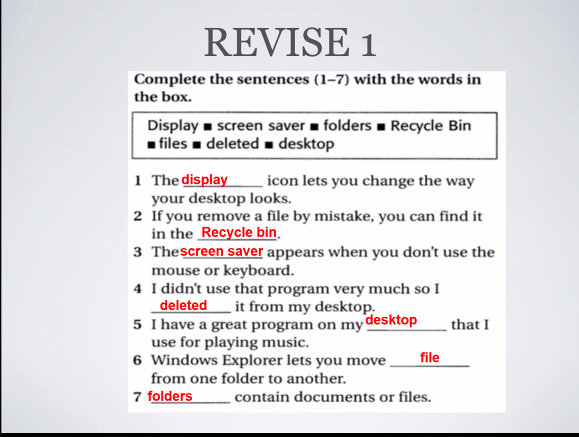 REVISE 1
Complete the sentences (1–7) with the words in
the box.
Display ■ screen saver ■ folders ■ Recycle Bin
■ files ■ deleted ■ desktop
1 The display icon lets you change the way
your desktop looks.
2 If you remove a file by mistake, you can find it
in the Recycle bin.
3 The screen saver appears when you don't use the
mouse or keyboard.
4 I didn't use that program very much so I
deleted it from my desktop.
5 I have a great program on my desktop that I
use for playing music.
6 Windows Explorer lets you move file
from one folder to another.
7 folders contain documents or files.